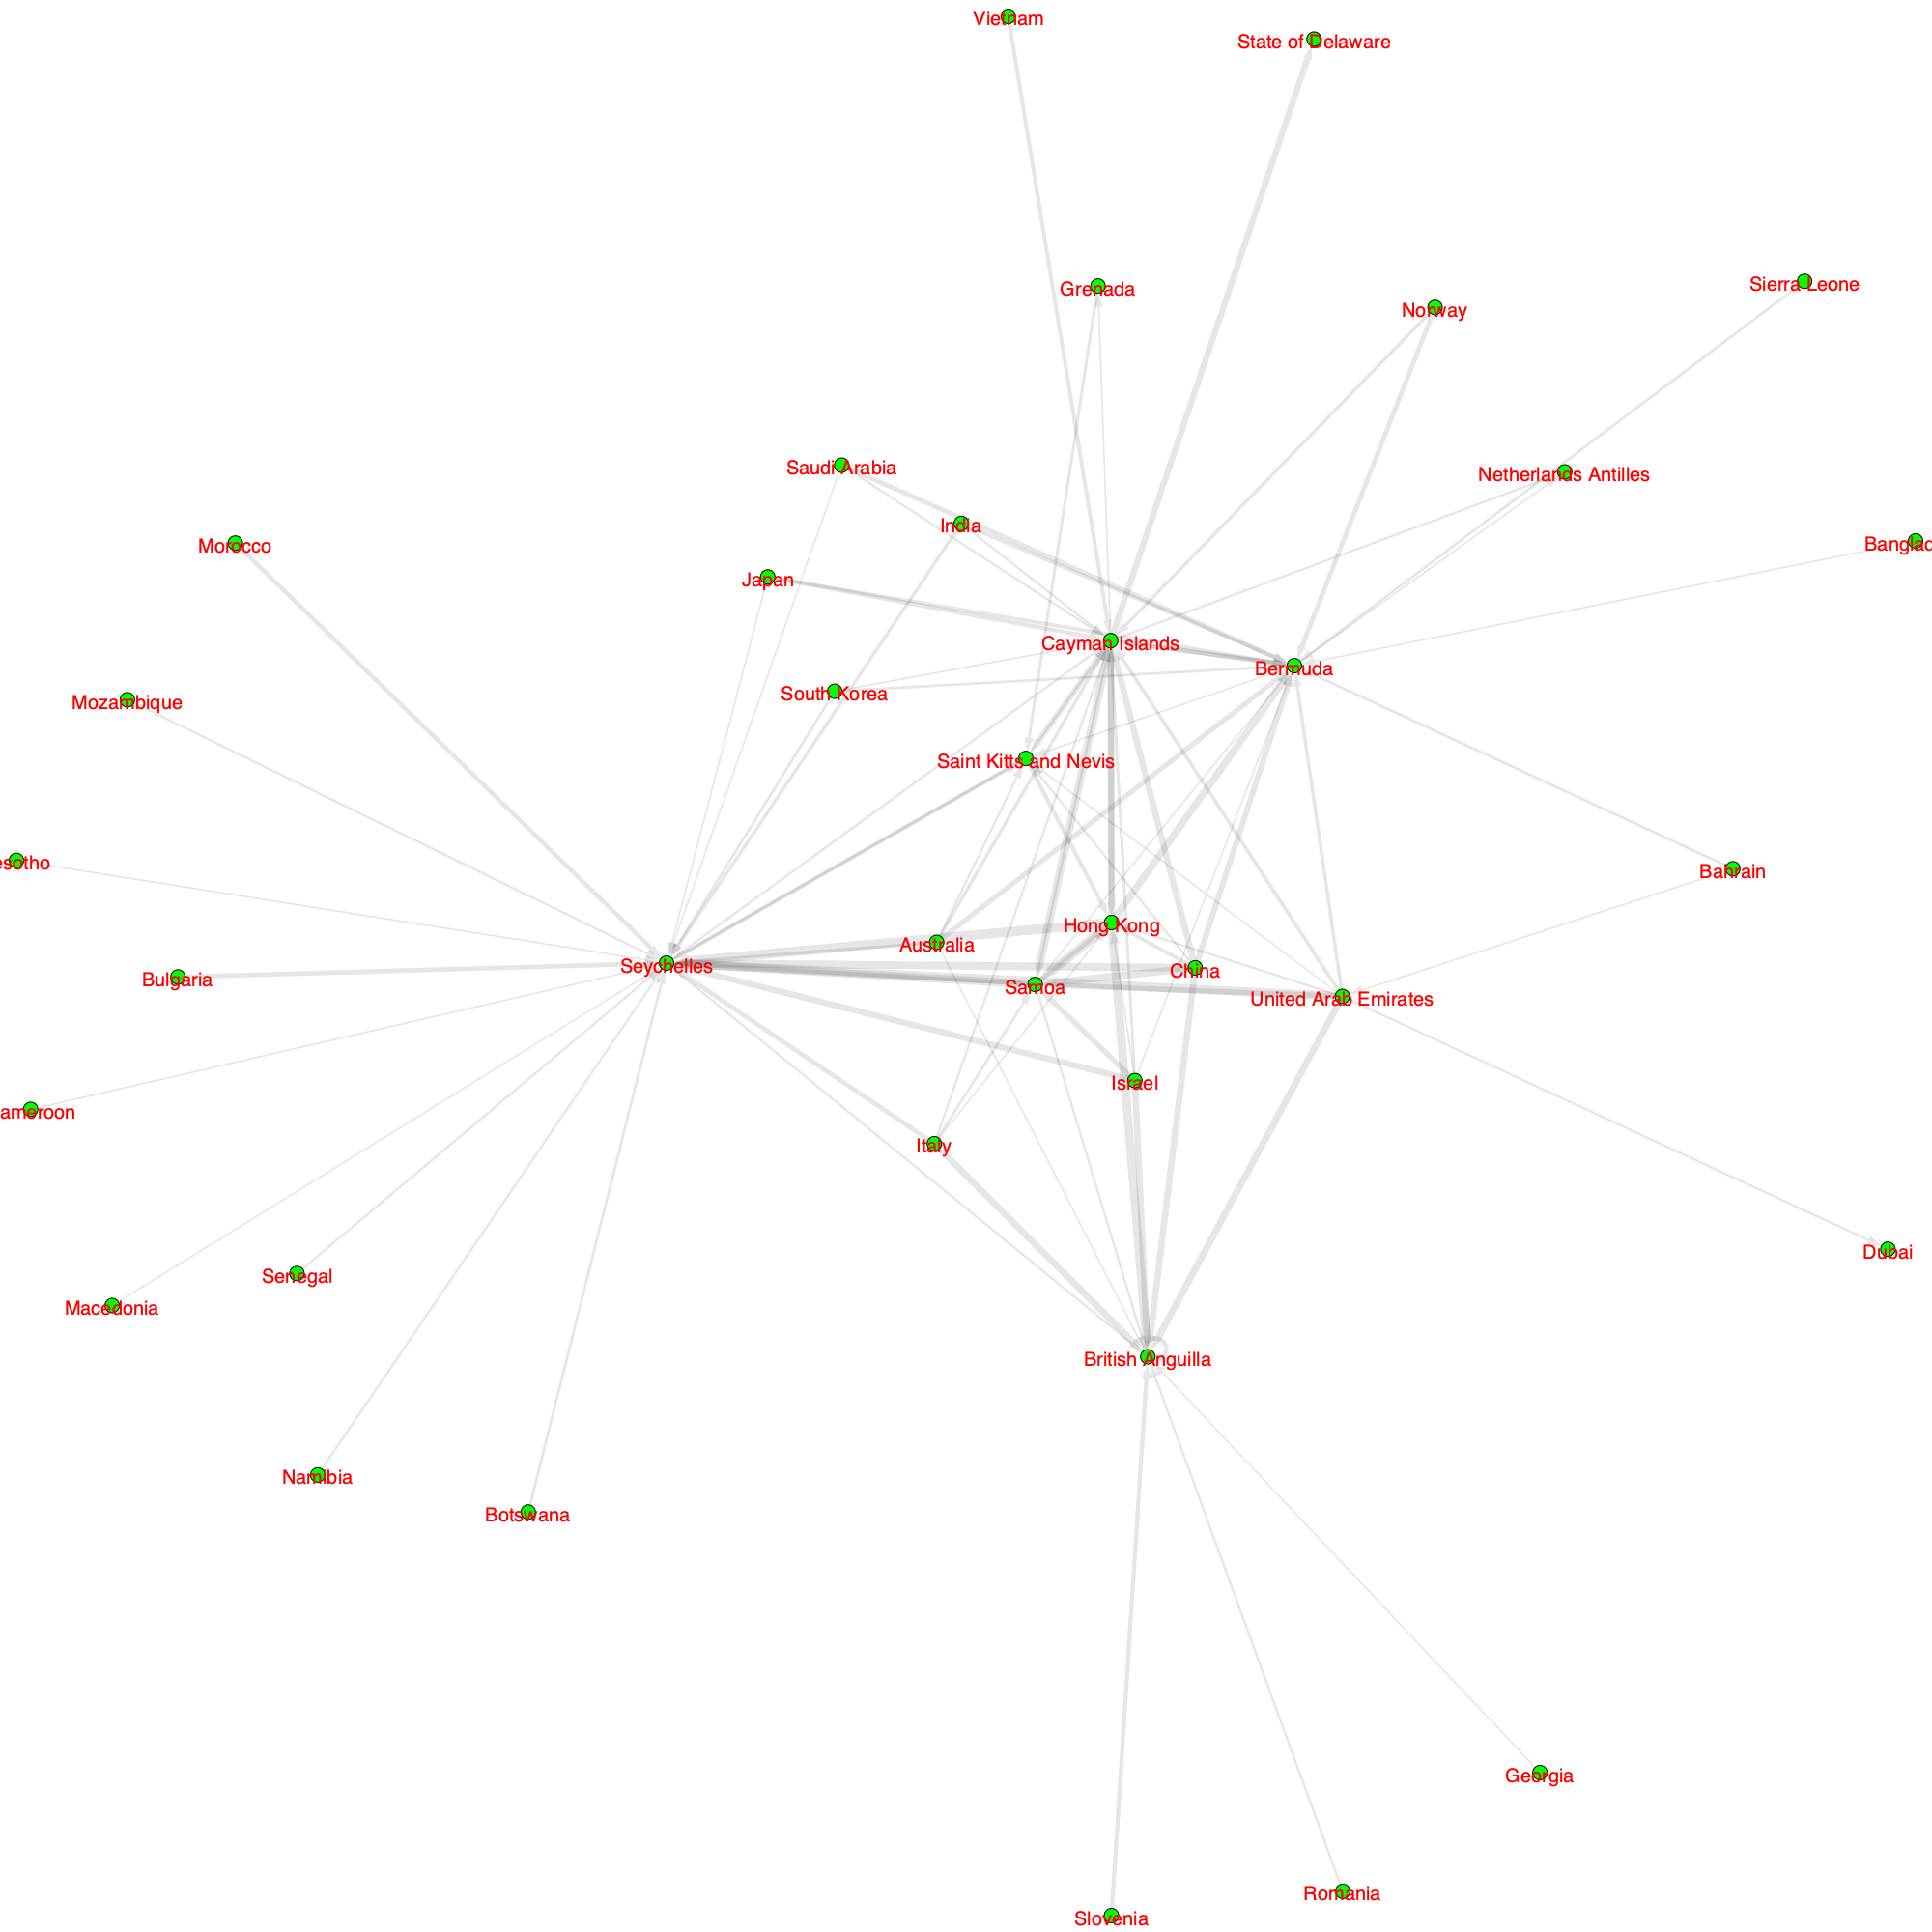 Vietnam
State of Delaware
Grenada
Sierra Leone
Norway
Saudi Arabia
Netherlands Antilles
India
Morocco
Banglad
Japan
Cayman Islands
Bermuda
South Korea
Mozambique
Saint Kitts and Nevis
esotho
Bahrain
Hong Kong
Australia
Seychelles
China
Bulgaria
Samoa
United Arab Emirates
Israel
ameroon
Italy
Dubai
Senegal
Macedonia
British Anguilla
Namibia
Botswana
Georgia
Romania
Slovenia